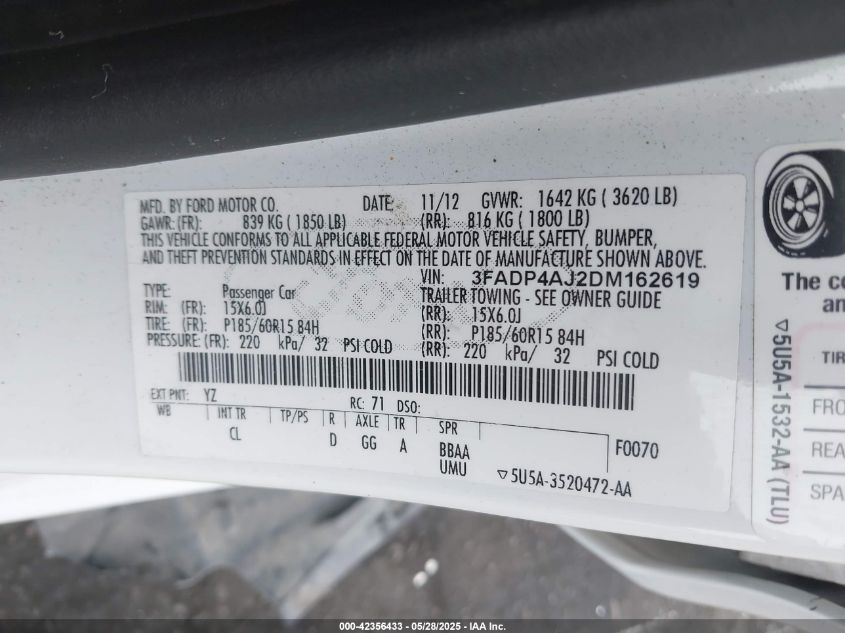 MFD. BY FORD MOTOR CO. DATE: 11/12 GVWR: 1642 KG ( 3620 LB)
GAWR: (FR): 839 KG ( 1850 LB) (RR): 816 KG ( 1800 LB)
THIS VEHICLE CONFORMS TO ALL APPLICABLE FEDERAL MOTOR VEHICLE SAFETY, BUMPER,
AND THEFT PREVENTION STANDARDS IN EFFECT ON THE DATE OF MANUFACTURE SHOWN ABOVE.
VIN: 3FADP4AJ2DM162619
TYPE: Passenger Car TRAILER TOWING - SEE OWNER GUIDE
RIM: (FR): 15X6.0J (RR): 15X6.0J
TIRE: (FR): P185/60R15 84H (RR): P185/60R15 84H
PRESSURE: (FR): 220 kPa/ 32 PSI COLD (RR): 220 kPa/ 32 PSI COLD
EXT PNT: YZ RC: 71 DSO:
WB INT TR TP/PS R AXLE TR SPR
CL D GG A BBAA F0070
UMU ▽5U5A-3520472-AA
The co
an
▽5U5A-1532-AA (TLU)
TIR
FRO
REA
SPA
000-42356433 - 05/28/2025 - IAA Inc.